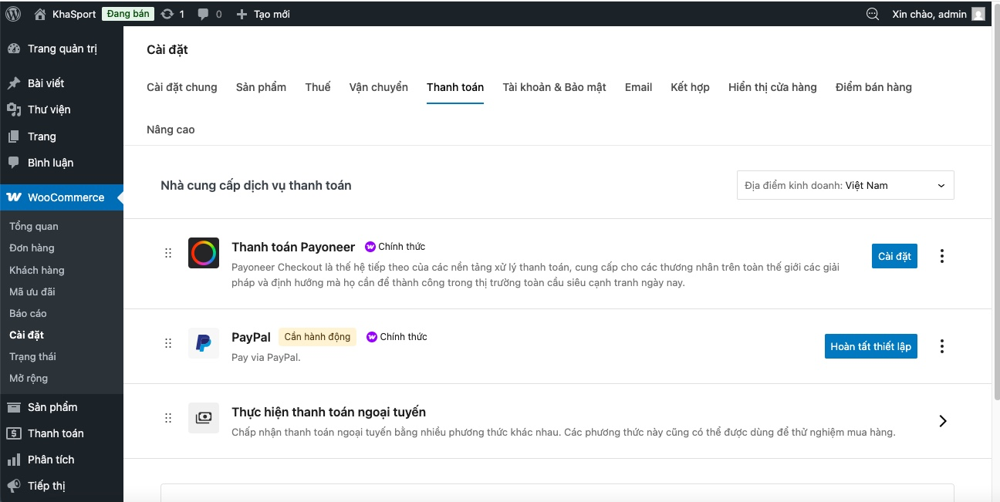 KhaSport Đang bán 1 0 Tạo mới Xin chào, admin
Trang quản trị
Bài viết
Thư viện
Trang
Bình luận
WooCommerce
Tổng quan
Đơn hàng
Khách hàng
Mã ưu đãi
Báo cáo
Cài đặt
Trạng thái
Mở rộng
Sản phẩm
Thanh toán
Phân tích
Tiếp thị
Cài đặt
Cài đặt chung Sản phẩm Thuế Vận chuyển Thanh toán Tài khoản & Bảo mật Email Kết hợp Hiển thị cửa hàng Điểm bán hàng
Nâng cao
Nhà cung cấp dịch vụ thanh toán Địa điểm kinh doanh: Việt Nam
Thanh toán Payoneer Chính thức
Payoneer Checkout là thế hệ tiếp theo của các nền tảng xử lý thanh toán, cung cấp cho các thương nhân trên toàn thế giới các giải
pháp và định hướng mà họ cần để thành công trong thị trường toàn cầu siêu cạnh tranh ngày nay.
Cài đặt
PayPal Cần hành động Chính thức
Pay via PayPal.
Hoàn tất thiết lập
Thực hiện thanh toán ngoại tuyến
Chấp nhận thanh toán ngoại tuyến bằng nhiều phương thức khác nhau. Các phương thức này cũng có thể được dùng để thử nghiệm mua hàng.